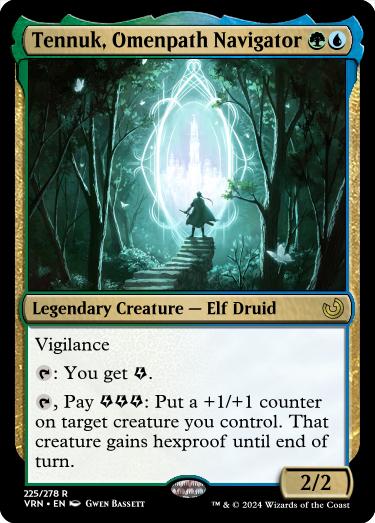 Tennuk, Omenpath Navigator
Legendary Creature — Elf Druid
Vigilance
: You get .
, Pay : Put a +1/+1 counter
on target creature you control. That
creature gains hexproof until end of
turn.
2/2
225/278 R
VRN • EN Gwen Bassett
™ & © 2024 Wizards of the Coast